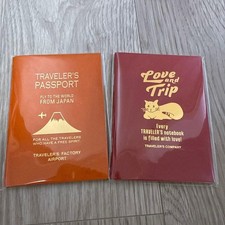 TRAVELER'S
PASSPORT
FLY TO THE WORLD
FROM JAPAN
FOR ALL THE TRAVELERS
WHO HAVE A FREE SPIRIT
TRAVELER'S FACTORY
AIRPORT
Love
and
Trip
Every
TRAVELER'S notebook
is filled with love!
TRAVELER'S COMPANY